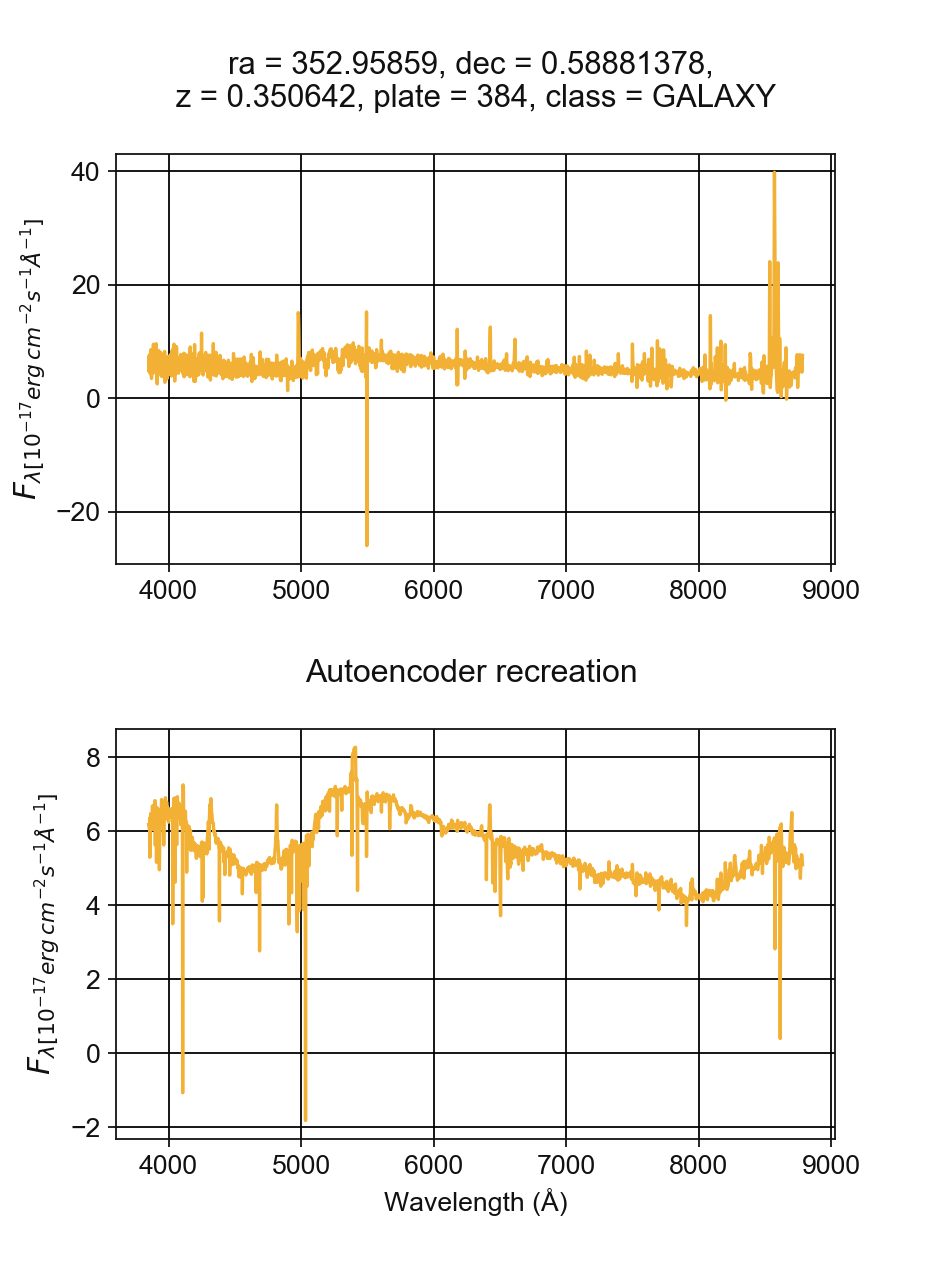 ra = 352.95859, dec = 0.58881378,
z = 0.350642, plate = 384, class = GALAXY
F_λ[10^−17 erg cm^−2 s^−1 Å^−1]
40
20
0
−20
4000 5000 6000 7000 8000 9000
Autoencoder recreation
F_λ[10^−17 erg cm^−2 s^−1 Å^−1]
8
6
4
2
0
−2
4000 5000 6000 7000 8000 9000
Wavelength (Å)